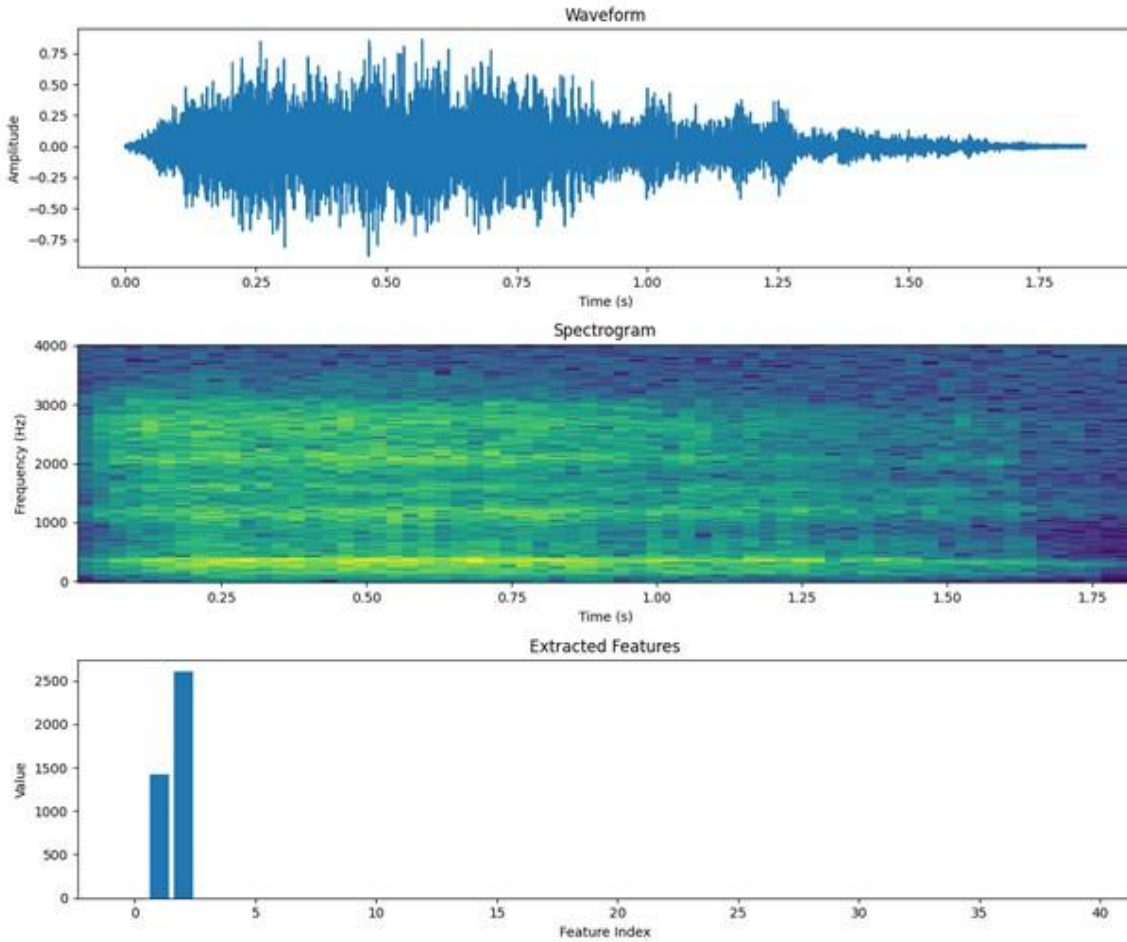 Waveform
0.75
0.50
0.25
0.00
−0.25
−0.50
−0.75
Amplitude
0.00 0.25 0.50 0.75 1.00 1.25 1.50 1.75
Time (s)
Spectrogram
4000
3000
2000
1000
0
Frequency (Hz)
0.25 0.50 0.75 1.00 1.25 1.50 1.75
Time (s)
Extracted Features
2500
2000
1500
1000
500
0
Value
0 5 10 15 20 25 30 35 40
Feature Index